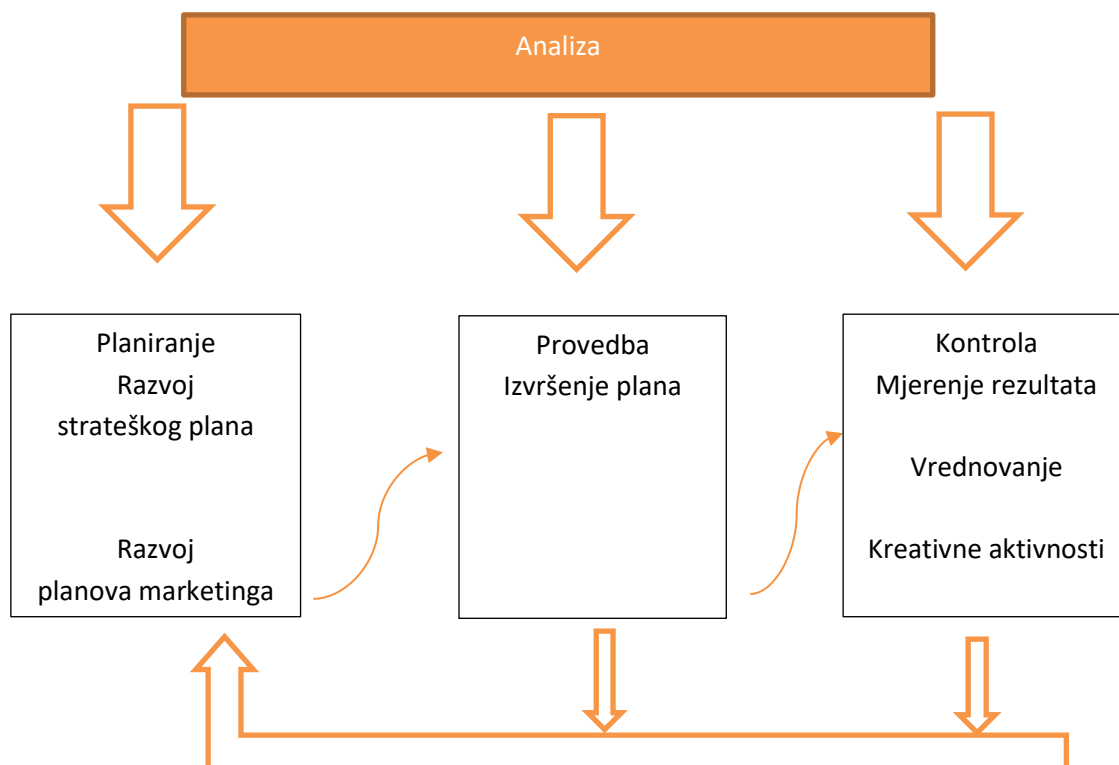 Analiza
Planiranje
Razvoj
strateškog plana
Razvoj
planova marketinga
Provedba
Izvršenje plana
Kontrola
Mjerenje rezultata
Vrednovanje
Kreativne aktivnosti